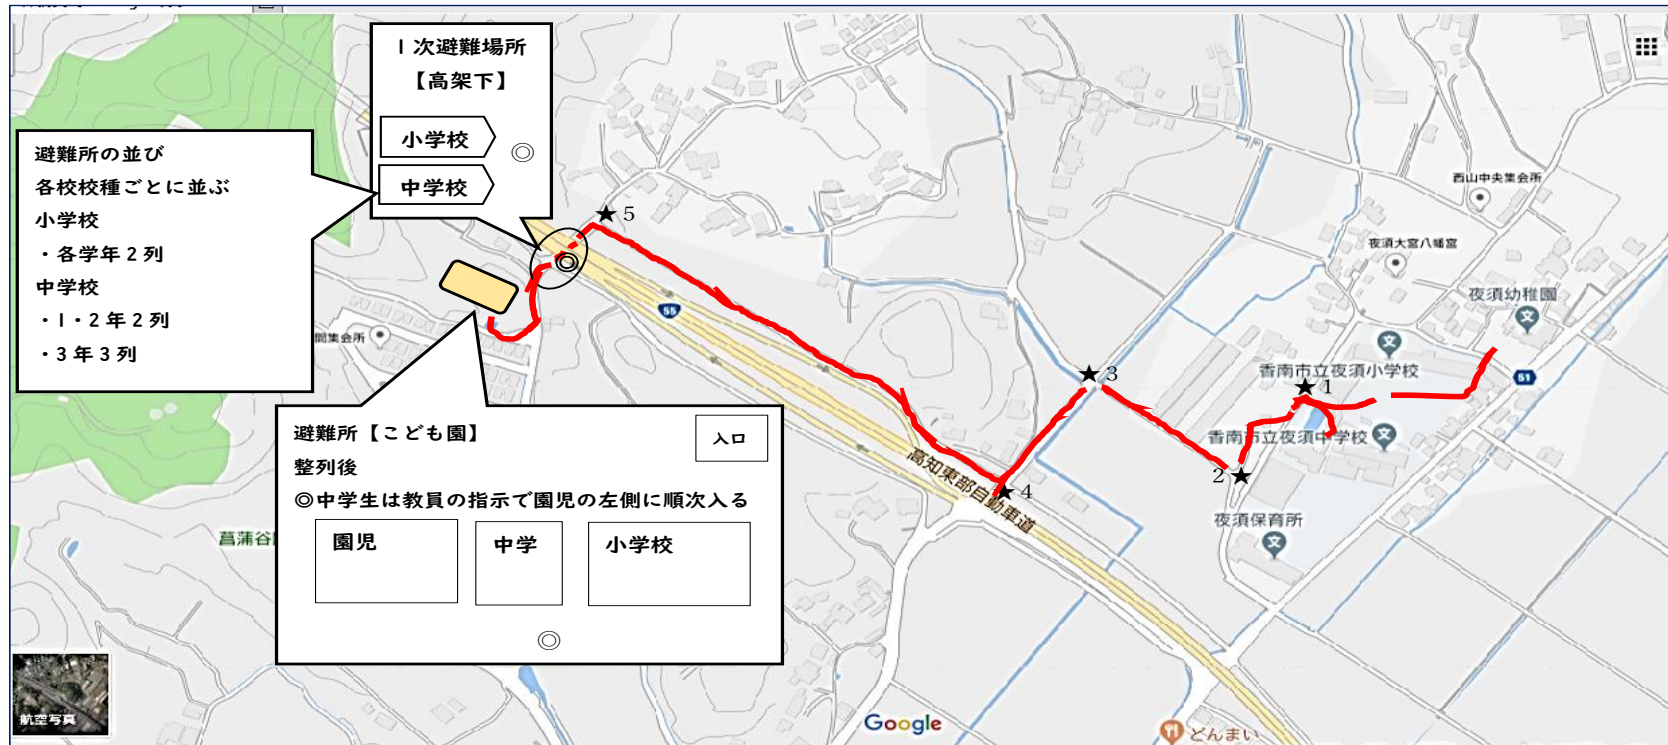 1次避難場所
【高架下】
小学校
◎
中学校
避難所の並び
各校校種ごとに並ぶ
小学校
・各学年2列
中学校
・1・2年2列
・3年3列
★5
◎
55
間集会所
避難所【こども園】
入口
整列後
◎中学生は教員の指示で園児の左側に順次入る
園児
中学
小学校
◎
菖蒲谷
高知東部自動車道
★4
★3
2★
★1
西山中央集会所
夜須大宮八幡宮
夜須幼稚園
文
文
香南市立夜須小学校
51
香南市立夜須中学校
文
夜須保育所
文
航空写真
Google
どんまい